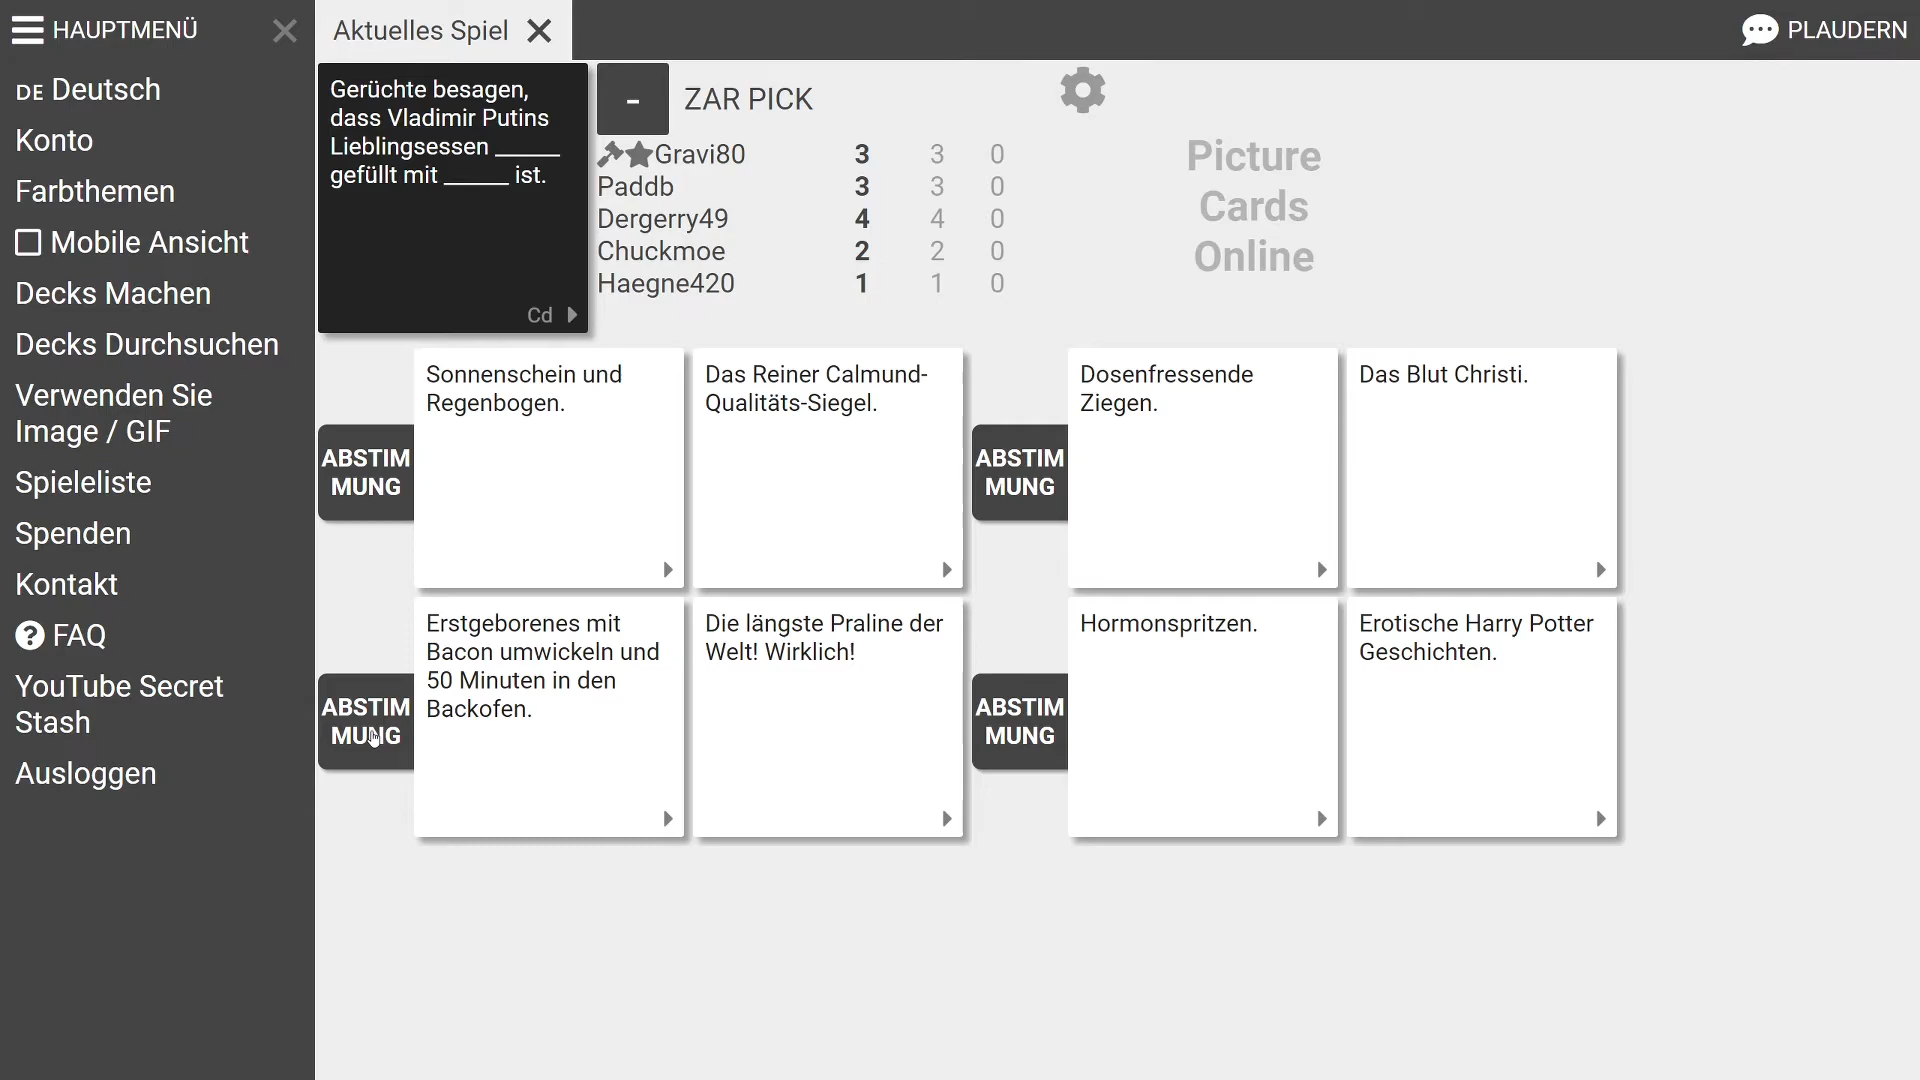 HAUPTMENÜ
DE Deutsch
Konto
Farbthemen
Mobile Ansicht
Decks Machen
Decks Durchsuchen
Verwenden Sie
Image / GIF
Spieleliste
Spenden
Kontakt
? FAQ
YouTube Secret
Stash
Ausloggen
Aktuelles Spiel
PLAUDERN
Gerüchte besagen,
dass Vladimir Putins
Lieblingsessen _____
gefüllt mit _____ ist.
Cd
- ZAR PICK
Gravi80 3 3 0
Paddb 3 3 0
Dergerry49 4 4 0
Chuckmoe 2 2 0
Haegne420 1 1 0
Picture
Cards
Online
ABSTIM
MUNG
Sonnenschein und
Regenbogen.
Das Reiner Calmund-
Qualitäts-Siegel.
ABSTIM
MUNG
Dosenfressende
Ziegen.
Das Blut Christi.
ABSTIM
MUNG
Erstgeborenes mit
Bacon umwickeln und
50 Minuten in den
Backofen.
Die längste Praline der
Welt! Wirklich!
ABSTIM
MUNG
Hormonspritzen.
Erotische Harry Potter
Geschichten.